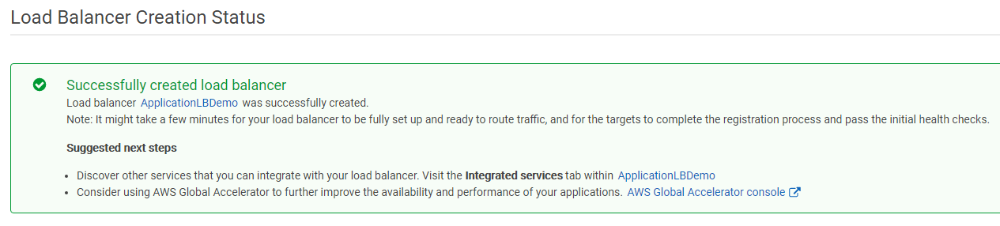 Load Balancer Creation Status
Successfully created load balancer
Load balancer ApplicationLBDemo was successfully created.
Note: It might take a few minutes for your load balancer to be fully set up and ready to route traffic, and for the targets to complete the registration process and pass the initial health checks.
Suggested next steps
• Discover other services that you can integrate with your load balancer. Visit the Integrated services tab within ApplicationLBDemo
• Consider using AWS Global Accelerator to further improve the availability and performance of your applications. AWS Global Accelerator console